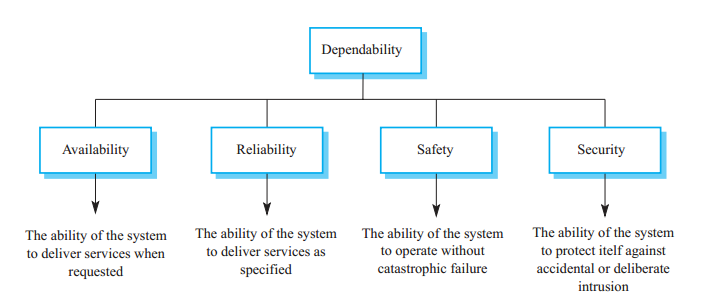 Dependability
Availability
Reliability
Safety
Security
The ability of the system
to deliver services when
requested
The ability of the system
to deliver services as
specified
The ability of the system
to operate without
catastrophic failure
The ability of the system
to protect itelf against
accidental or deliberate
intrusion